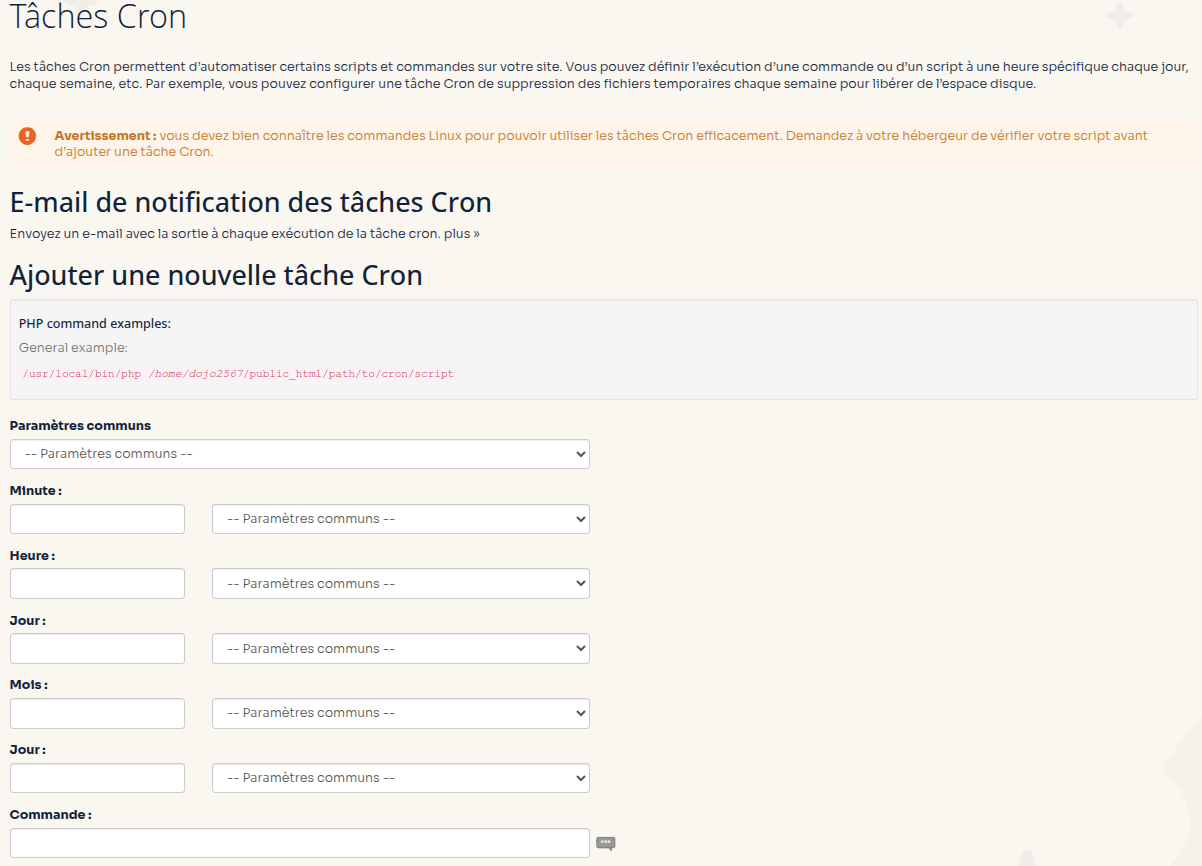 Tâches Cron
Les tâches Cron permettent d’automatiser certains scripts et commandes sur votre site. Vous pouvez définir l’exécution d’une commande ou d’un script à une heure spécifique chaque jour,
chaque semaine, etc. Par exemple, vous pouvez configurer une tâche Cron de suppression des fichiers temporaires chaque semaine pour libérer de l’espace disque.
Avertissement : vous devez bien connaître les commandes Linux pour pouvoir utiliser les tâches Cron efficacement. Demandez à votre hébergeur de vérifier votre script avant
d’ajouter une tâche Cron.
E-mail de notification des tâches Cron
Envoyez un e-mail avec la sortie à chaque exécution de la tâche cron. plus »
Ajouter une nouvelle tâche Cron
PHP command examples:
General example:
/usr/local/bin/php /home/dojo2567/public_html/path/to/cron/script
Paramètres communs
-- Paramètres communs --
Minute :
-- Paramètres communs --
Heure :
-- Paramètres communs --
Jour :
-- Paramètres communs --
Mois :
-- Paramètres communs --
Jour :
-- Paramètres communs --
Commande :